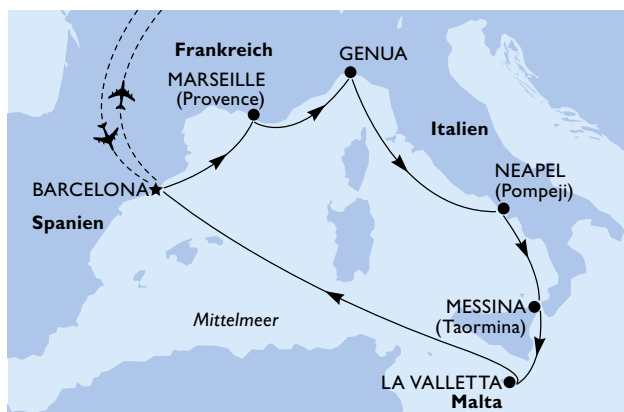 Frankreich
GENUA
MARSEILLE
(Provence)
Italien
NEAPEL
(Pompeji)
BARCELONA
Spanien
MESSINA
(Taormina)
Mittelmeer
LA VALLETTA
Malta